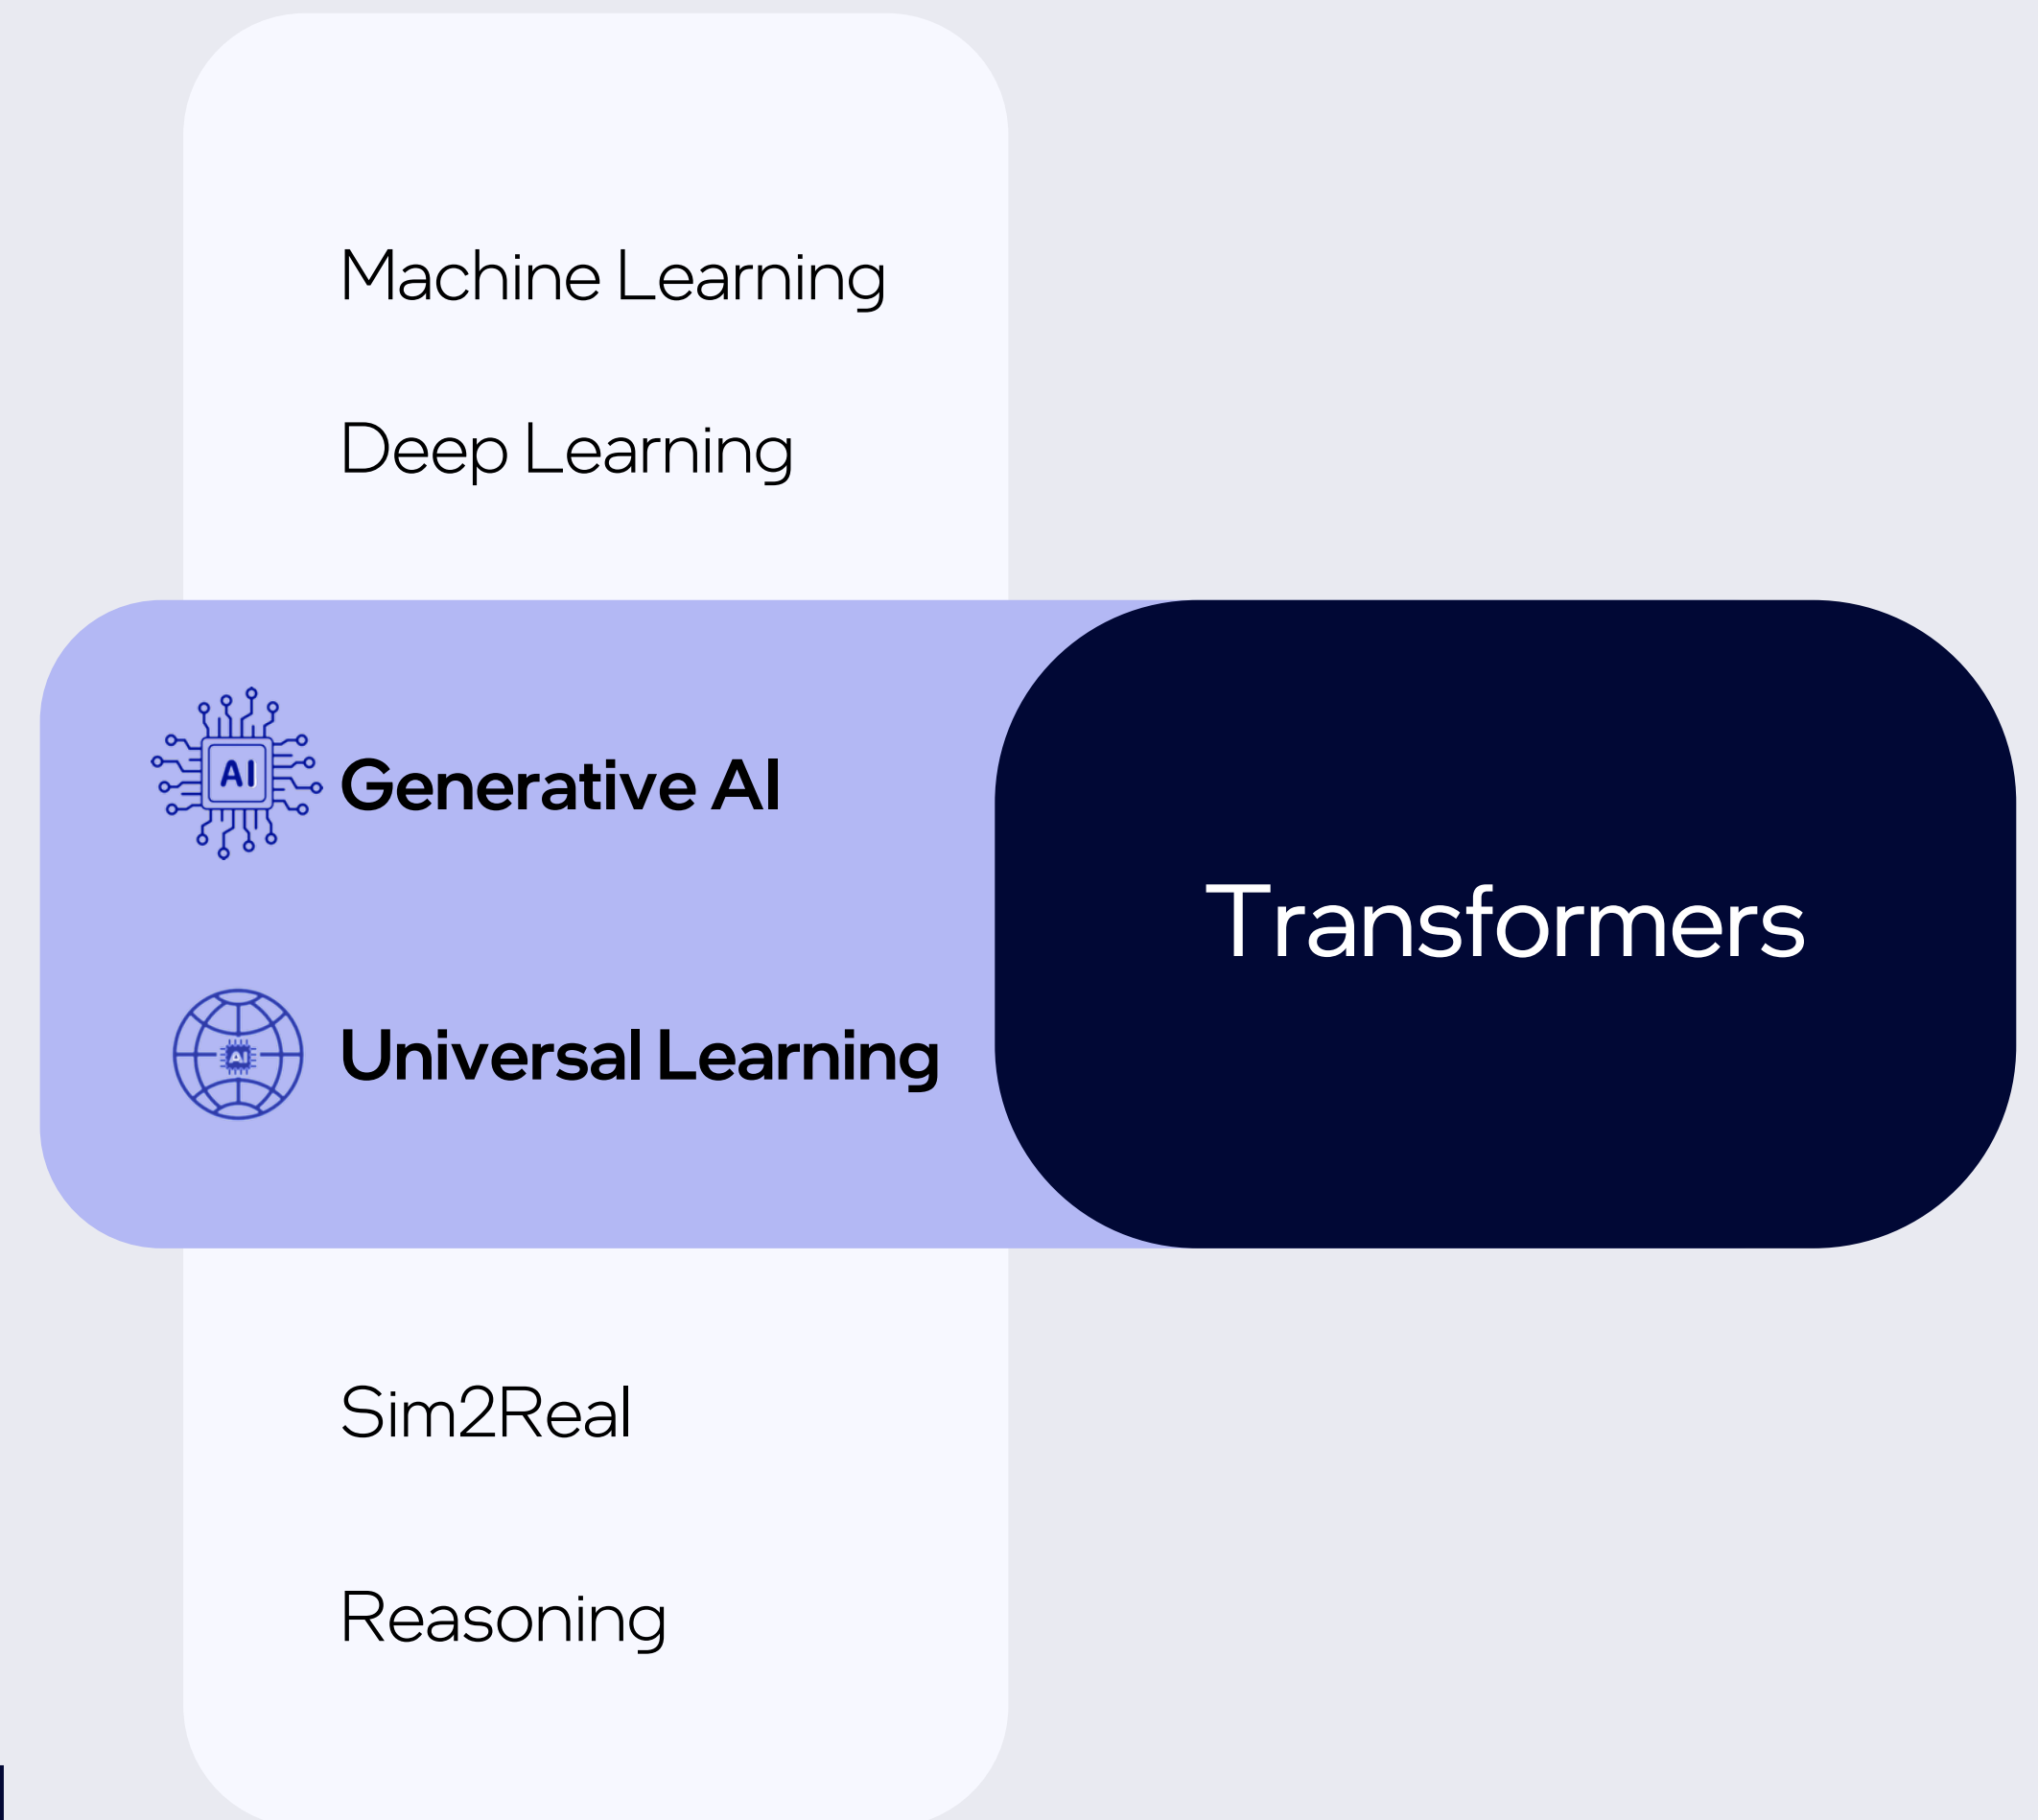 Machine Learning
Deep Learning
AI
Generative AI
Transformers
AI
Universal Learning
Sim2Real
Reasoning